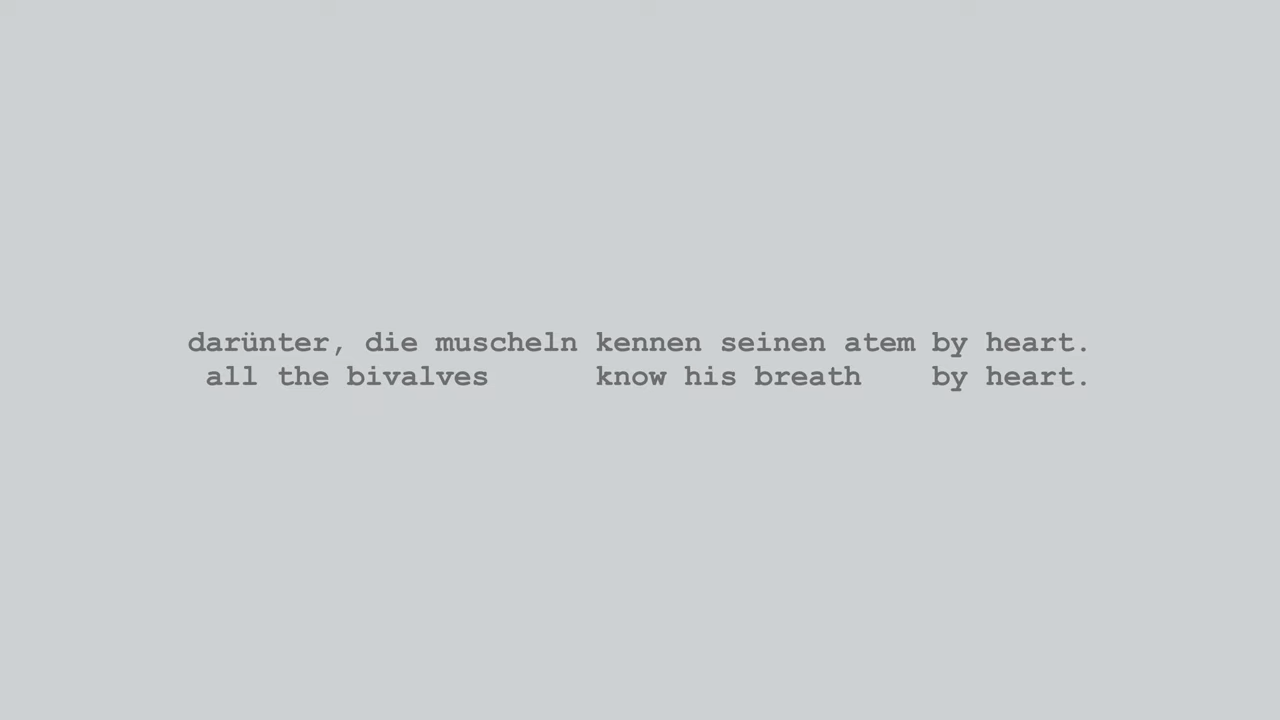 darünter, die muscheln kennen seinen atem by heart.
all the bivalves know his breath by heart.